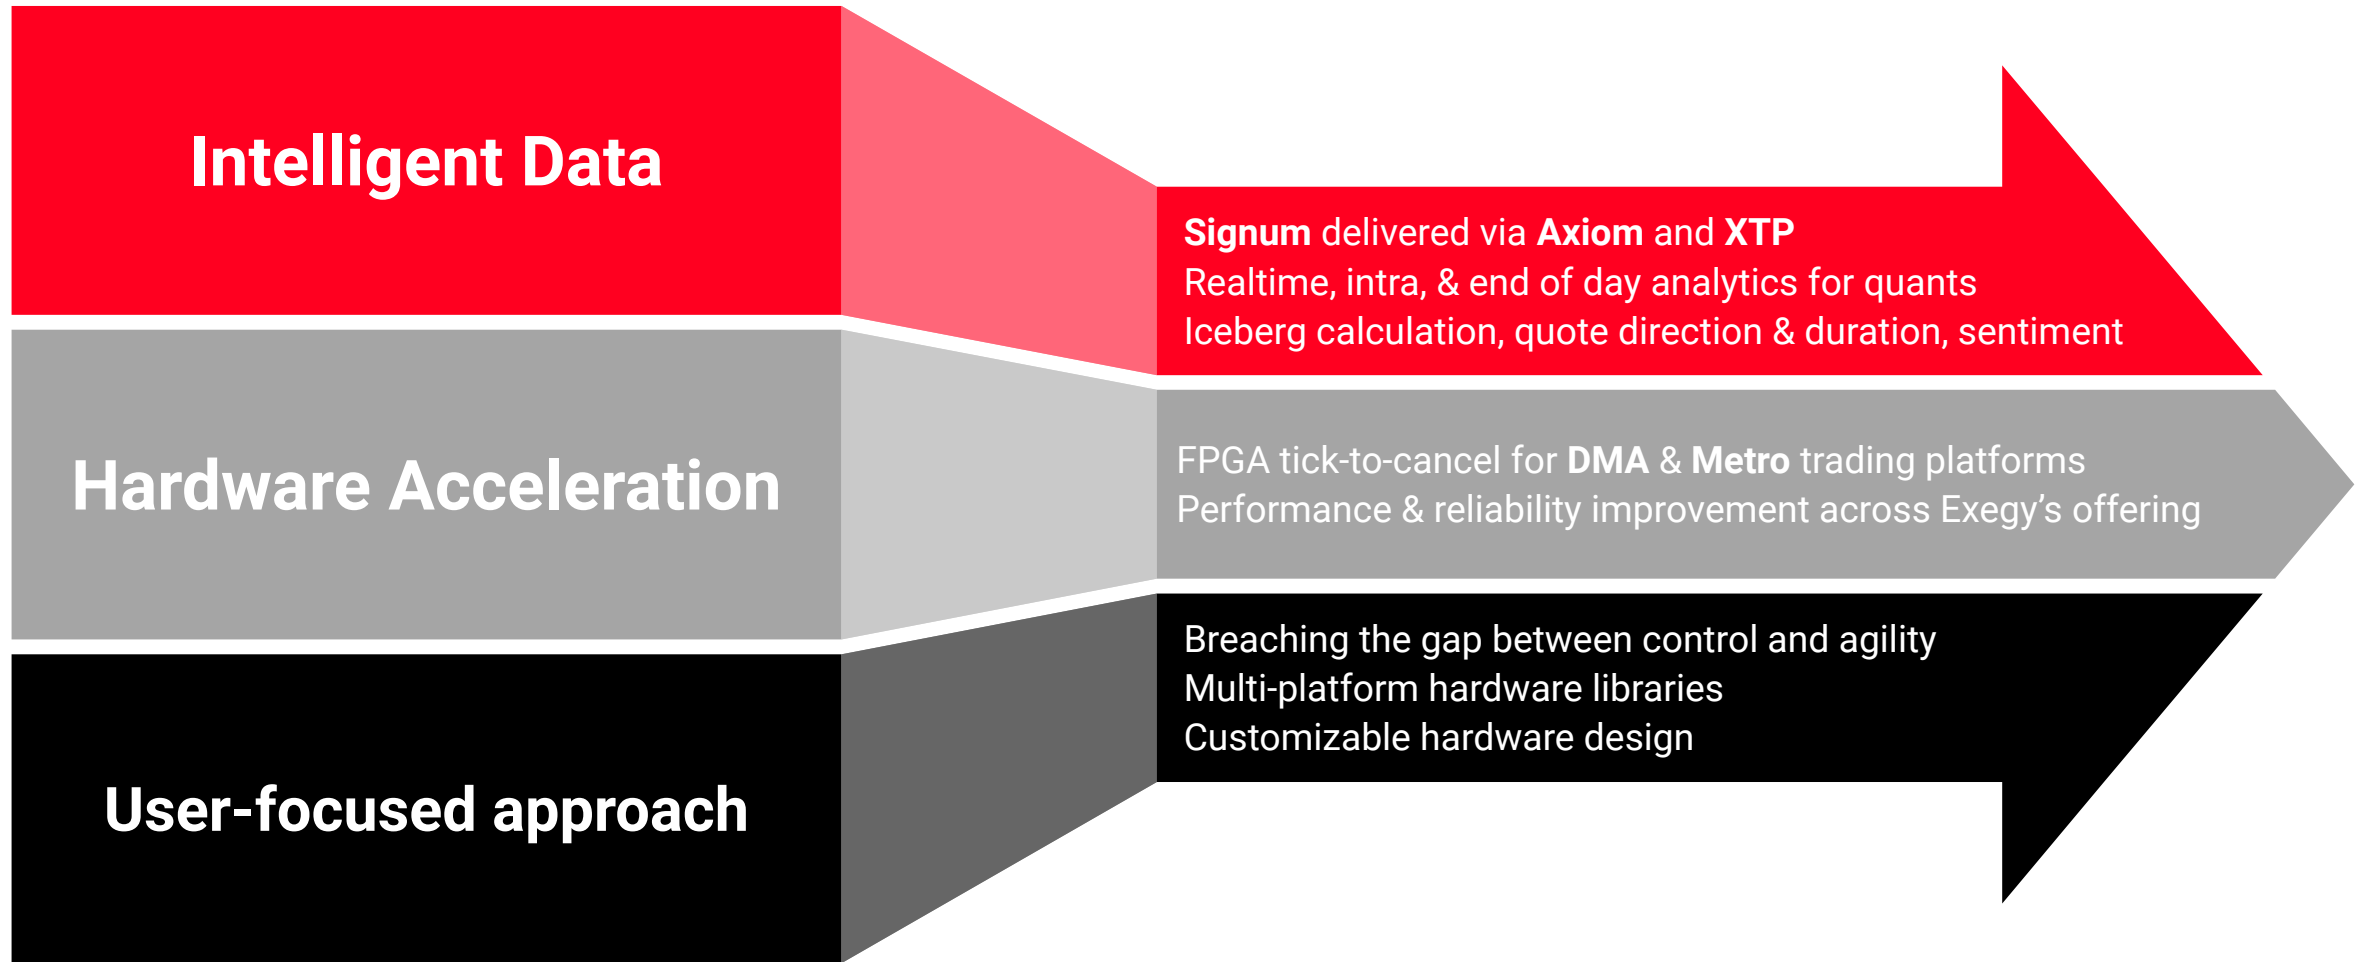 Intelligent Data
Signum delivered via Axiom and XTP
Realtime, intra, & end of day analytics for quants
Iceberg calculation, quote direction & duration, sentiment
Hardware Acceleration
FPGA tick-to-cancel for DMA & Metro trading platforms
Performance & reliability improvement across Exegy’s offering
User-focused approach
Breaching the gap between control and agility
Multi-platform hardware libraries
Customizable hardware design